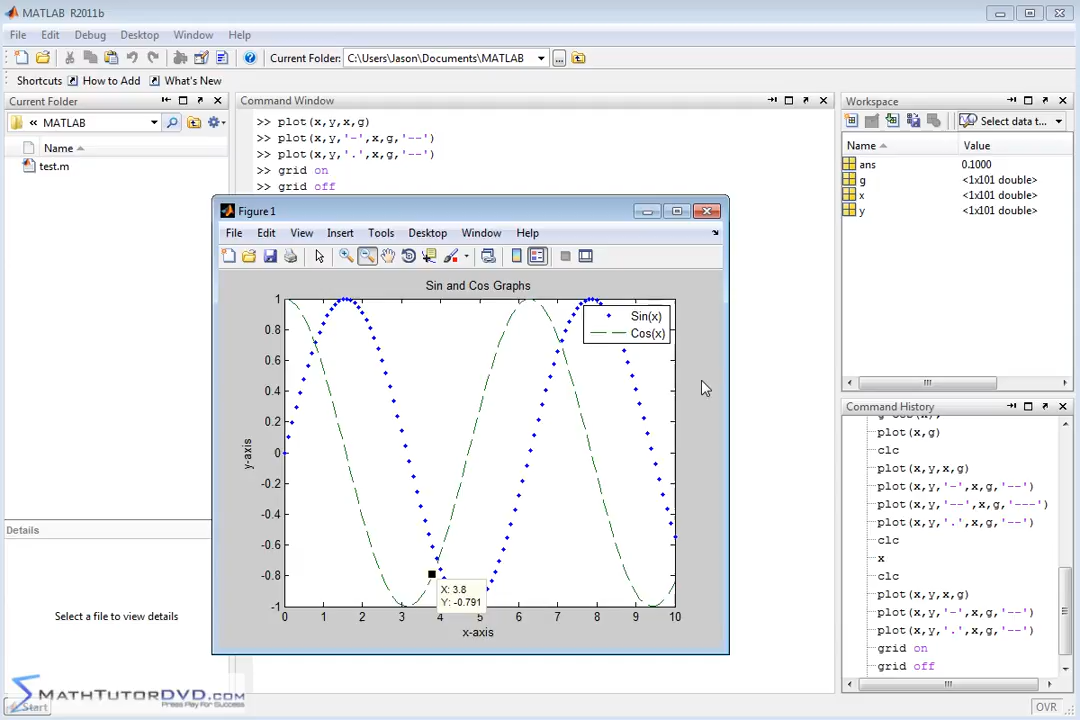 MATLAB R2011b
File Edit Debug Desktop Window Help
Current Folder: C:\Users\Jason\Documents\MATLAB ...
Shortcuts How to Add What's New
Current Folder
« MATLAB
Name
test.m
Details
Select a file to view details
Start
Command Window
>> plot(x,y,x,g)
>> plot(x,y,'-',x,g,'--')
>> plot(x,y,'.',x,g,'--')
>> grid on
>> grid off
Figure 1
File Edit View Insert Tools Desktop Window Help
Sin and Cos Graphs
Sin(x)
Cos(x)
1
0.8
0.6
0.4
0.2
0
-0.2
-0.4
-0.6
-0.8
-1
y-axis
X: 3.8
Y: -0.791
0 1 2 3 4 5 6 7 8 9 10
x-axis
Workspace
Select data t...
Name Value
ans 0.1000
g <1x101 double>
x <1x101 double>
y <1x101 double>
Command History
g=cos(x);
plot(x,g)
clc
plot(x,y,x,g)
plot(x,y,'-',x,g,'--')
plot(x,y,'--',x,g,'---')
plot(x,y,'.',x,g,'--')
clc
x
clc
plot(x,y,x,g)
plot(x,y,'-',x,g,'--')
plot(x,y,'.',x,g,'--')
grid on
grid off
OVR
MATHTUTORDVD.COM
Press Play For Success